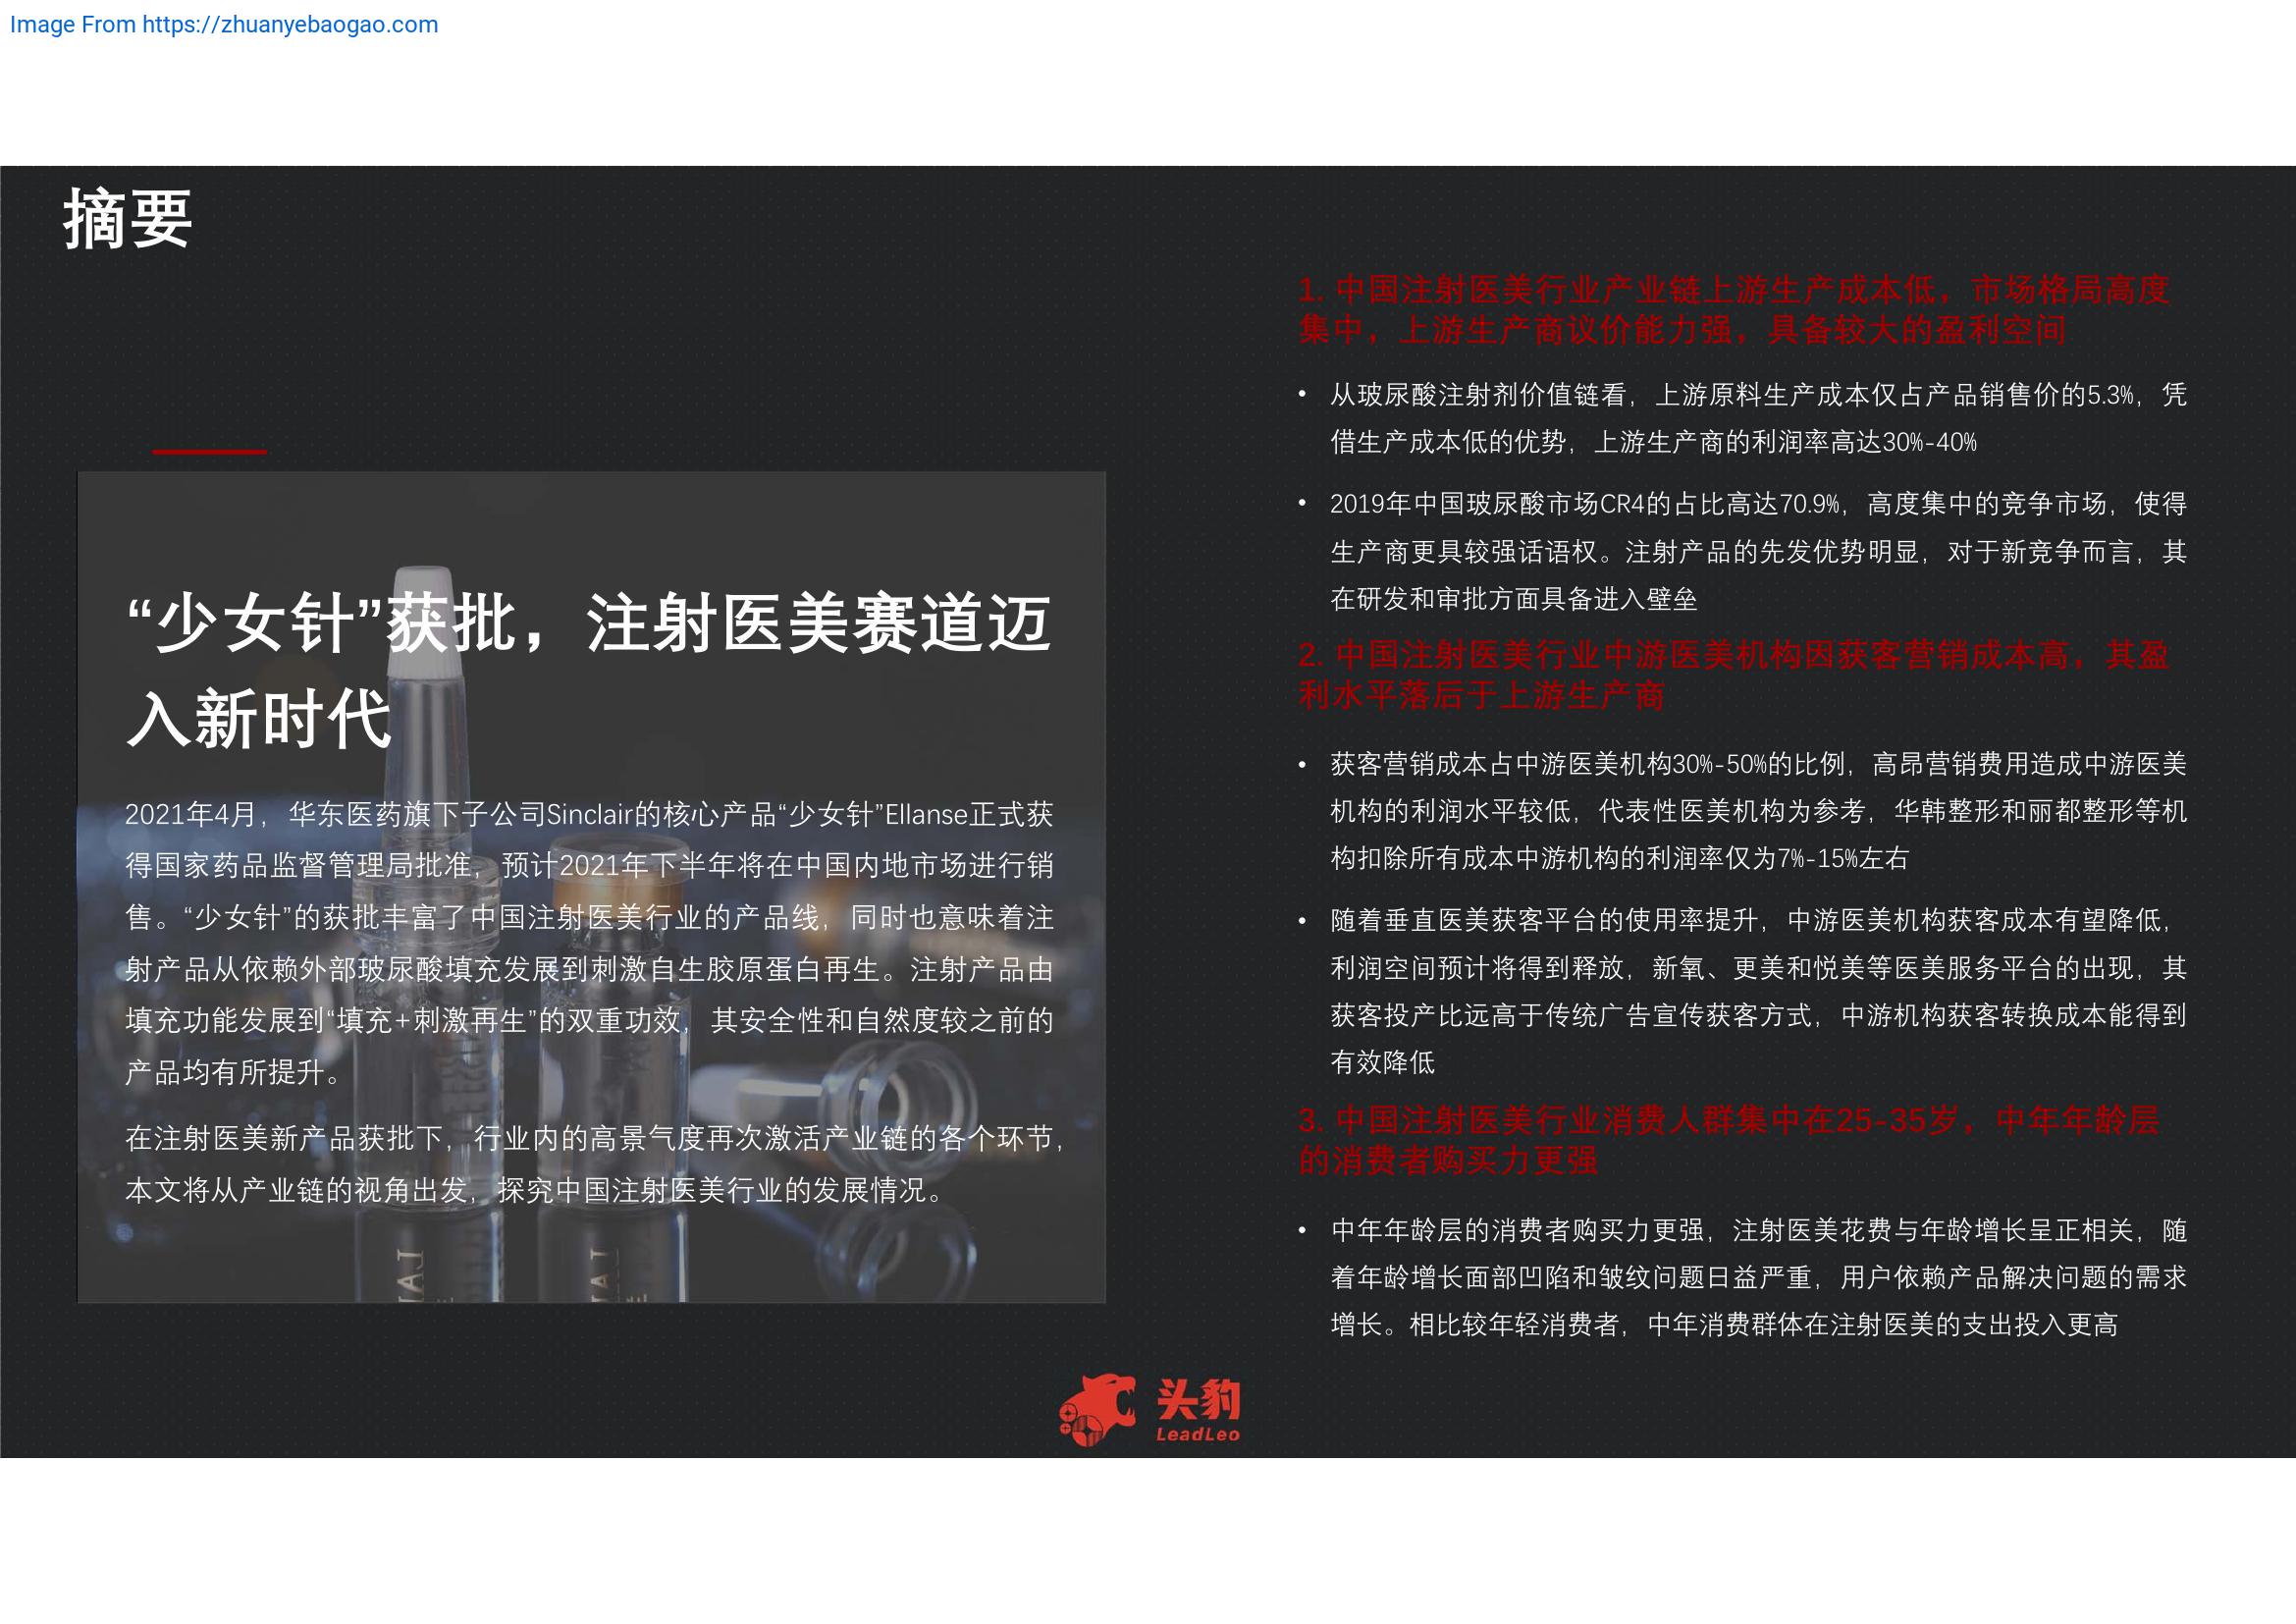 Image From https://zhuanyebaogao.com
摘要
“少女针”获批，注射医美赛道迈
入新时代
2021年4月，华东医药旗下子公司Sinclair的核心产品“少女针”Ellanse正式获
得国家药品监督管理局批准，预计2021年下半年将在中国内地市场进行销
售。“少女针”的获批丰富了中国注射医美行业的产品线，同时也意味着注
射产品从依赖外部玻尿酸填充发展到刺激自生胶原蛋白再生。注射产品由
填充功能发展到“填充+刺激再生”的双重功效，其安全性和自然度较之前的
产品均有所提升。
在注射医美新产品获批下，行业内的高景气度再次激活产业链的各个环节，
本文将从产业链的视角出发，探究中国注射医美行业的发展情况。
1. 中国注射医美行业产业链上游生产成本低，市场格局高度
集中，上游生产商议价能力强，具备较大的盈利空间
• 从玻尿酸注射剂价值链看，上游原料生产成本仅占产品销售价的5.3%，凭
借生产成本低的优势，上游生产商的利润率高达30%-40%
• 2019年中国玻尿酸市场CR4的占比高达70.9%，高度集中的竞争市场，使得
生产商更具较强话语权。注射产品的先发优势明显，对于新竞争而言，其
在研发和审批方面具备进入壁垒
2. 中国注射医美行业中游医美机构因获客营销成本高，其盈
利水平落后于上游生产商
• 获客营销成本占中游医美机构30%-50%的比例，高昂营销费用造成中游医美
机构的利润水平较低，代表性医美机构为参考，华韩整形和丽都整形等机
构扣除所有成本中游机构的利润率仅为7%-15%左右
• 随着垂直医美获客平台的使用率提升，中游医美机构获客成本有望降低，
利润空间预计将得到释放，新氧、更美和悦美等医美服务平台的出现，其
获客投产比远高于传统广告宣传获客方式，中游机构获客转换成本能得到
有效降低
3. 中国注射医美行业消费人群集中在25-35岁，中年年龄层
的消费者购买力更强
• 中年年龄层的消费者购买力更强，注射医美花费与年龄增长呈正相关，随
着年龄增长面部凹陷和皱纹问题日益严重，用户依赖产品解决问题的需求
增长。相比较年轻消费者，中年消费群体在注射医美的支出投入更高
头豹
LeadLeo